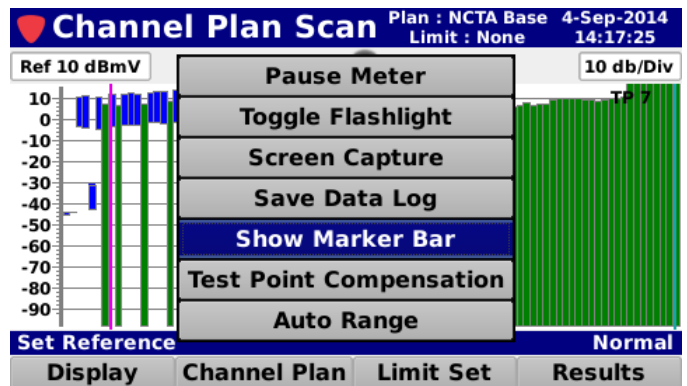 Channel Plan Scan
Plan : NCTA Base 4-Sep-2014
Limit : None 14:17:25
Ref 10 dBmV
10 db/Div
TP 7
10
0
-10
-20
-30
-40
-50
-60
-70
-80
-90
Pause Meter
Toggle Flashlight
Screen Capture
Save Data Log
Show Marker Bar
Test Point Compensation
Auto Range
Set Reference
Normal
Display Channel Plan Limit Set Results